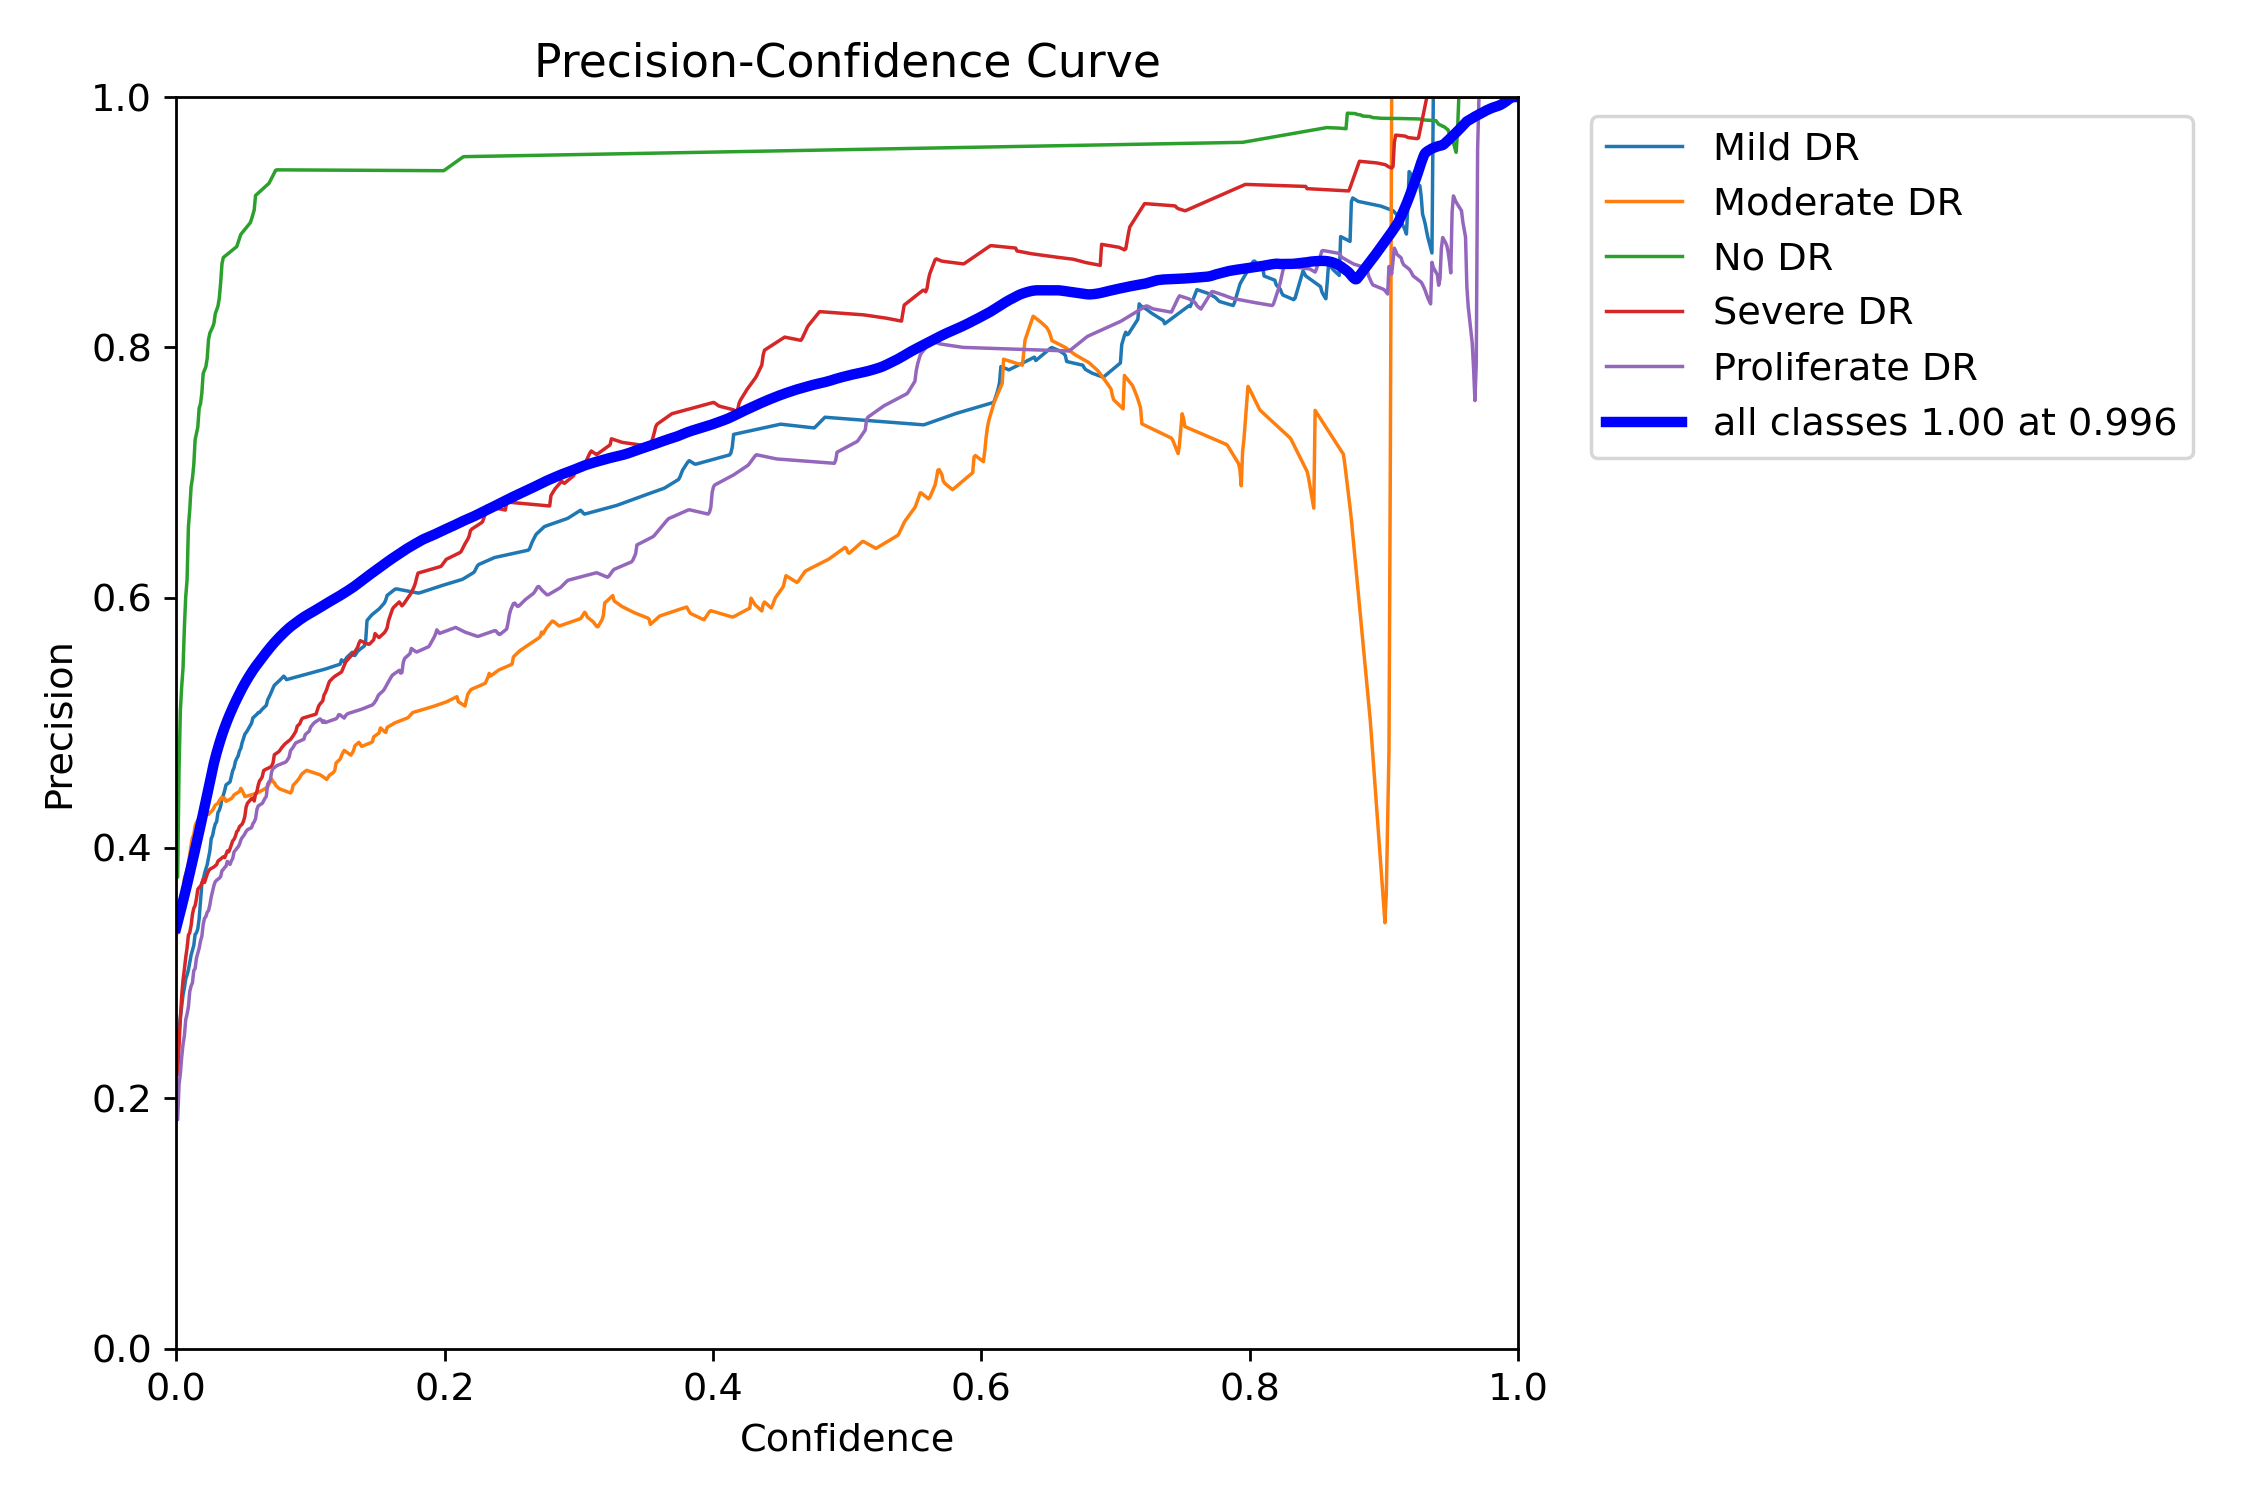 Precision-Confidence Curve
1.0
0.8
0.6
0.4
0.2
0.0
Precision
0.0 0.2 0.4 0.6 0.8 1.0
Confidence
Mild DR
Moderate DR
No DR
Severe DR
Proliferate DR
all classes 1.00 at 0.996